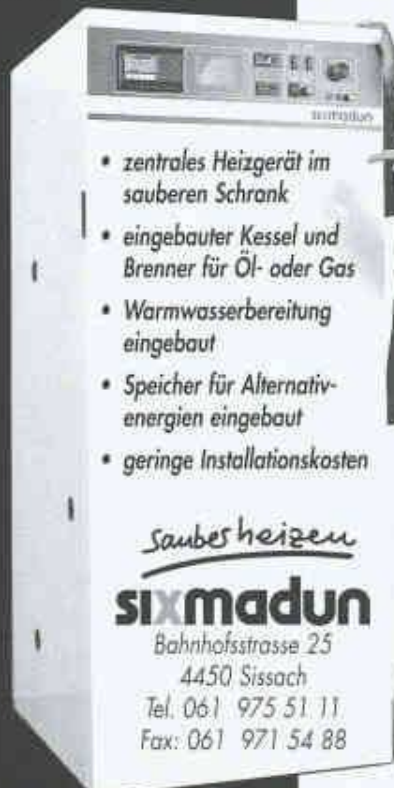 sixmadun
• zentrales Heizgerät im
sauberen Schrank
• eingebauter Kessel und
Brenner für Öl- oder Gas
• Warmwasserbereitung
eingebaut
• Speicher für Alternativ-
energien eingebaut
• geringe Installationskosten
sauber heizen
sixmadun
Bahnhofstrasse 25
4450 Sissach
Tel. 061 975 51 11
Fax: 061 971 54 88